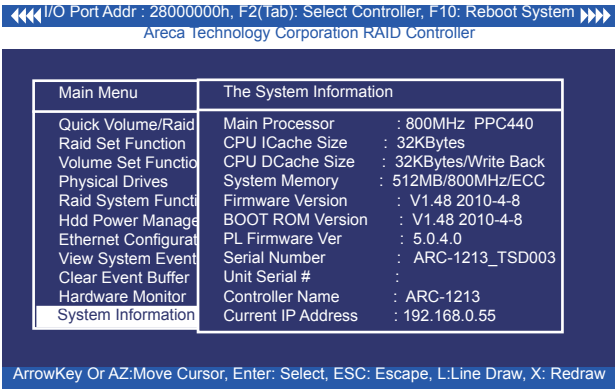 I/O Port Addr : 28000000h, F2(Tab): Select Controller, F10: Reboot System
Areca Technology Corporation RAID Controller
Main Menu
Quick Volume/Raid
Raid Set Function
Volume Set Functio
Physical Drives
Raid System Functi
Hdd Power Manage
Ethernet Configurat
View System Event
Clear Event Buffer
Hardware Monitor
System Information
The System Information
Main Processor : 800MHz PPC440
CPU ICache Size : 32KBytes
CPU DCache Size : 32KBytes/Write Back
System Memory : 512MB/800MHz/ECC
Firmware Version : V1.48 2010-4-8
BOOT ROM Version : V1.48 2010-4-8
PL Firmware Ver : 5.0.4.0
Serial Number : ARC-1213_TSD003
Unit Serial # :
Controller Name : ARC-1213
Current IP Address : 192.168.0.55
ArrowKey Or AZ:Move Cursor, Enter: Select, ESC: Escape, L:Line Draw, X: Redraw